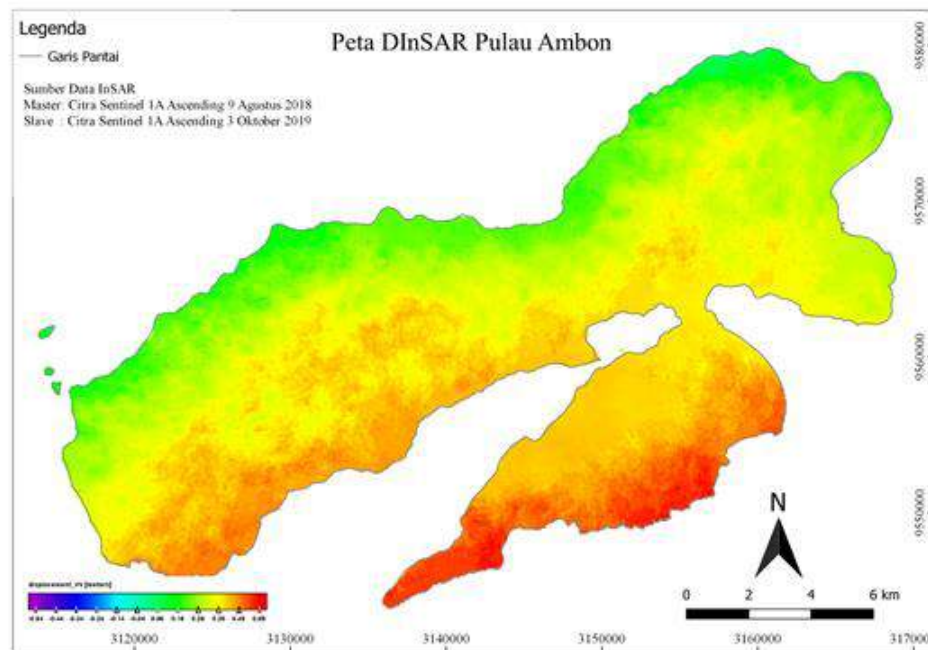 Legenda
Garis Pantai
Peta DInSAR Pulau Ambon
Sumber Data InSAR
Master: Citra Sentinel 1A Ascending 9 Agustus 2018
Slave : Citra Sentinel 1A Ascending 3 Oktober 2019
9580000
9570000
9560000
9550000
N
0 2 4 6 km
3120000 3130000 3140000 3150000 3160000 317000